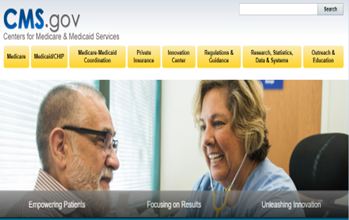 CMS.gov
Search
Centers for Medicare & Medicaid Services
Medicare
Medicaid/CHIP
Medicare-Medicaid
Coordination
Private
Insurance
Innovation
Center
Regulations &
Guidance
Research, Statistics,
Data & Systems
Outreach &
Education
Empowering Patients
Focusing on Results
Unleashing Innovation